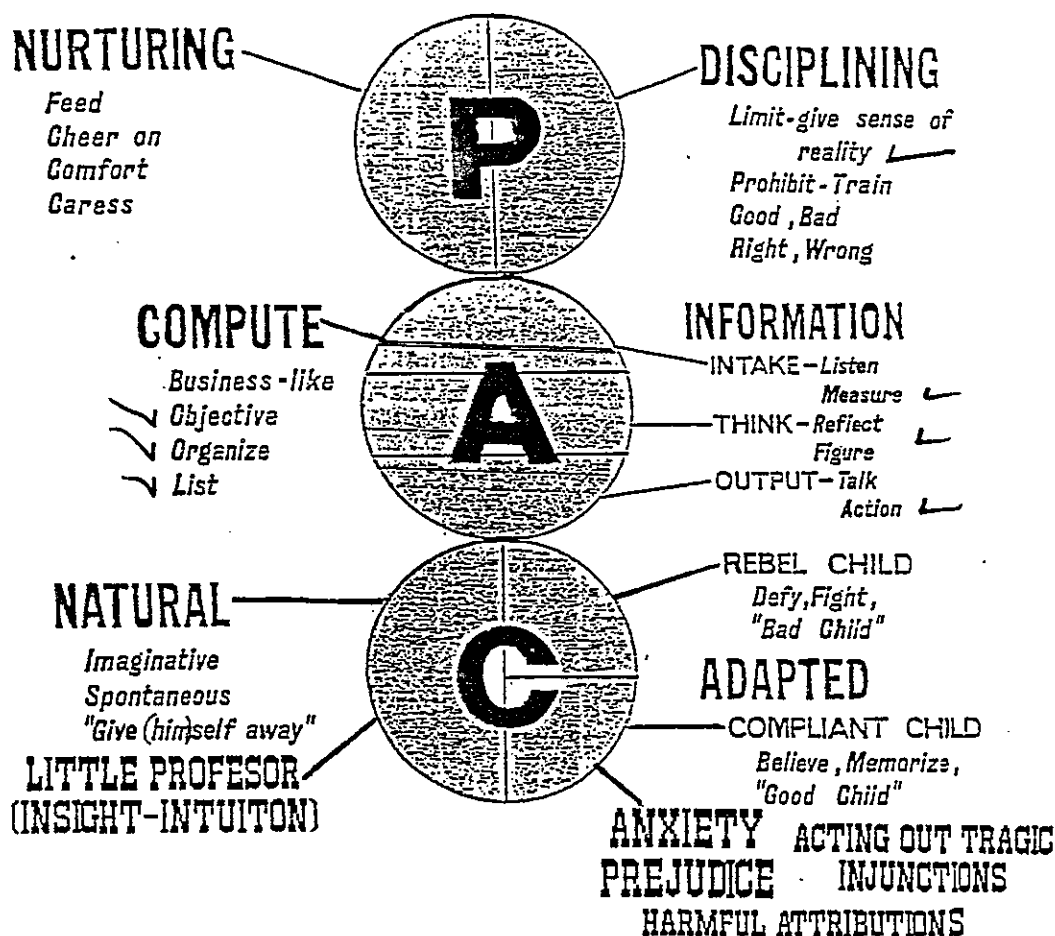 NURTURING
Feed
Cheer on
Comfort
Caress
P
DISCIPLINING
Limit-give sense of
reality
Prohibit-Train
Good, Bad
Right, Wrong
COMPUTE
Business-like
Objective
Organize
List
A
INFORMATION
INTAKE-Listen
Measure
THINK-Reflect
Figure
OUTPUT-Talk
Action
NATURAL
Imaginative
Spontaneous
"Give (him)self away"
LITTLE PROFESOR
(INSIGHT-INTUITON)
C
REBEL CHILD
Defy, Fight,
"Bad Child"
ADAPTED
COMPLIANT CHILD
Believe, Memorize,
"Good Child"
ANXIETY
PREJUDICE
ACTING OUT TRAGIC
INJUNCTIONS
HARMFUL ATTRIBUTIONS